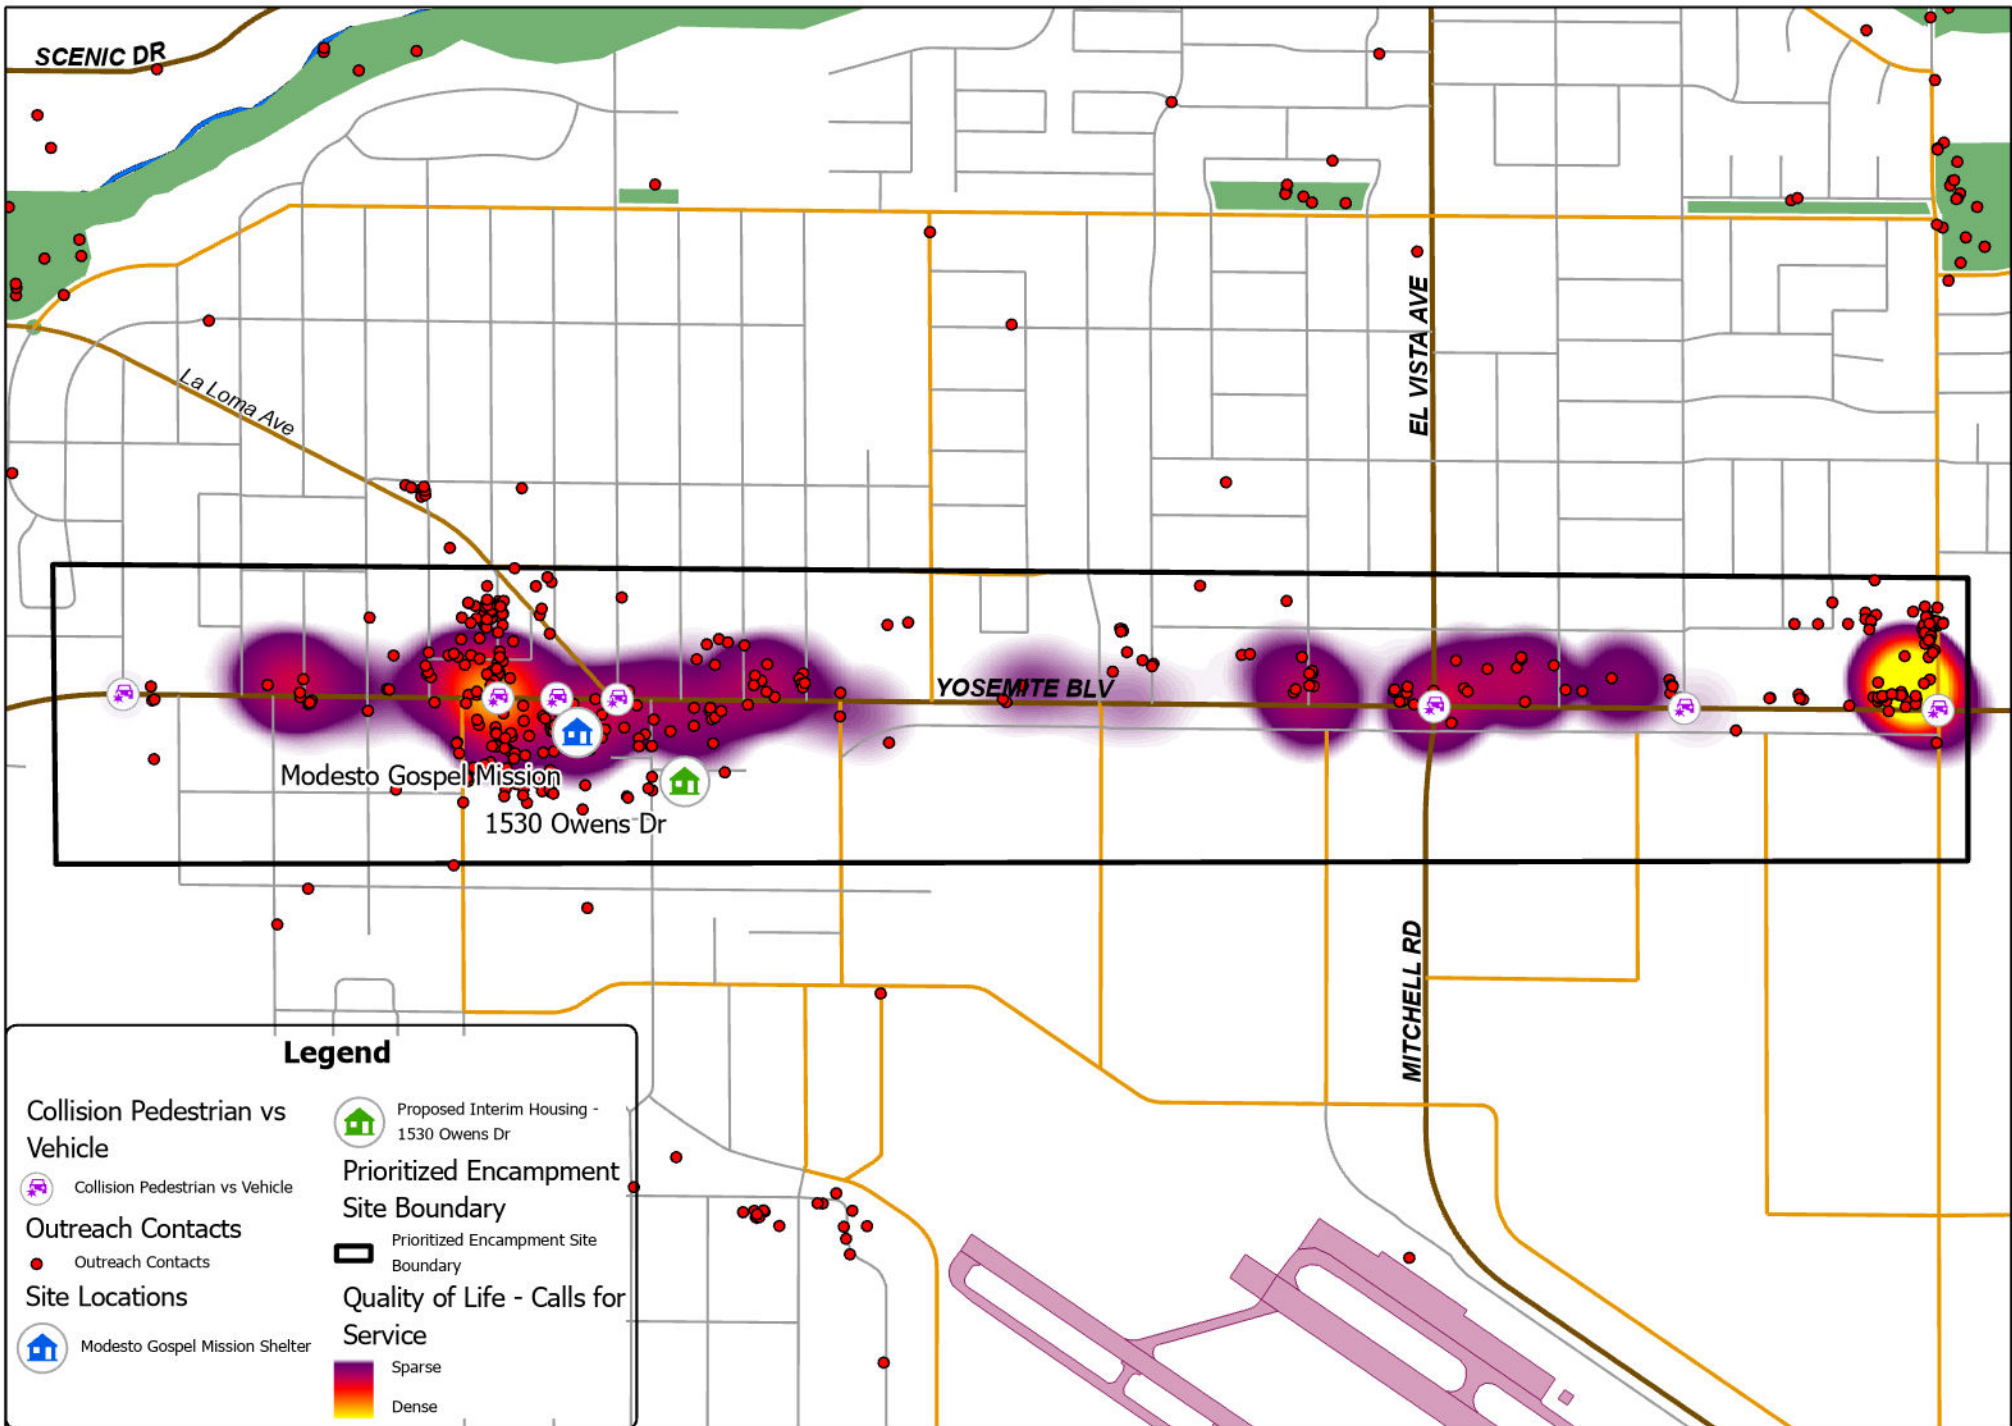 SCENIC DR
EL VISTA AVE
La Loma Ave
YOSEMITE BLV
Modesto Gospel Mission
1530 Owens Dr
MITCHELL RD
Legend
Collision Pedestrian vs
Vehicle
Collision Pedestrian vs Vehicle
Outreach Contacts
Outreach Contacts
Site Locations
Modesto Gospel Mission Shelter
Proposed Interim Housing -
1530 Owens Dr
Prioritized Encampment
Site Boundary
Prioritized Encampment Site
Boundary
Quality of Life - Calls for
Service
Sparse
Dense